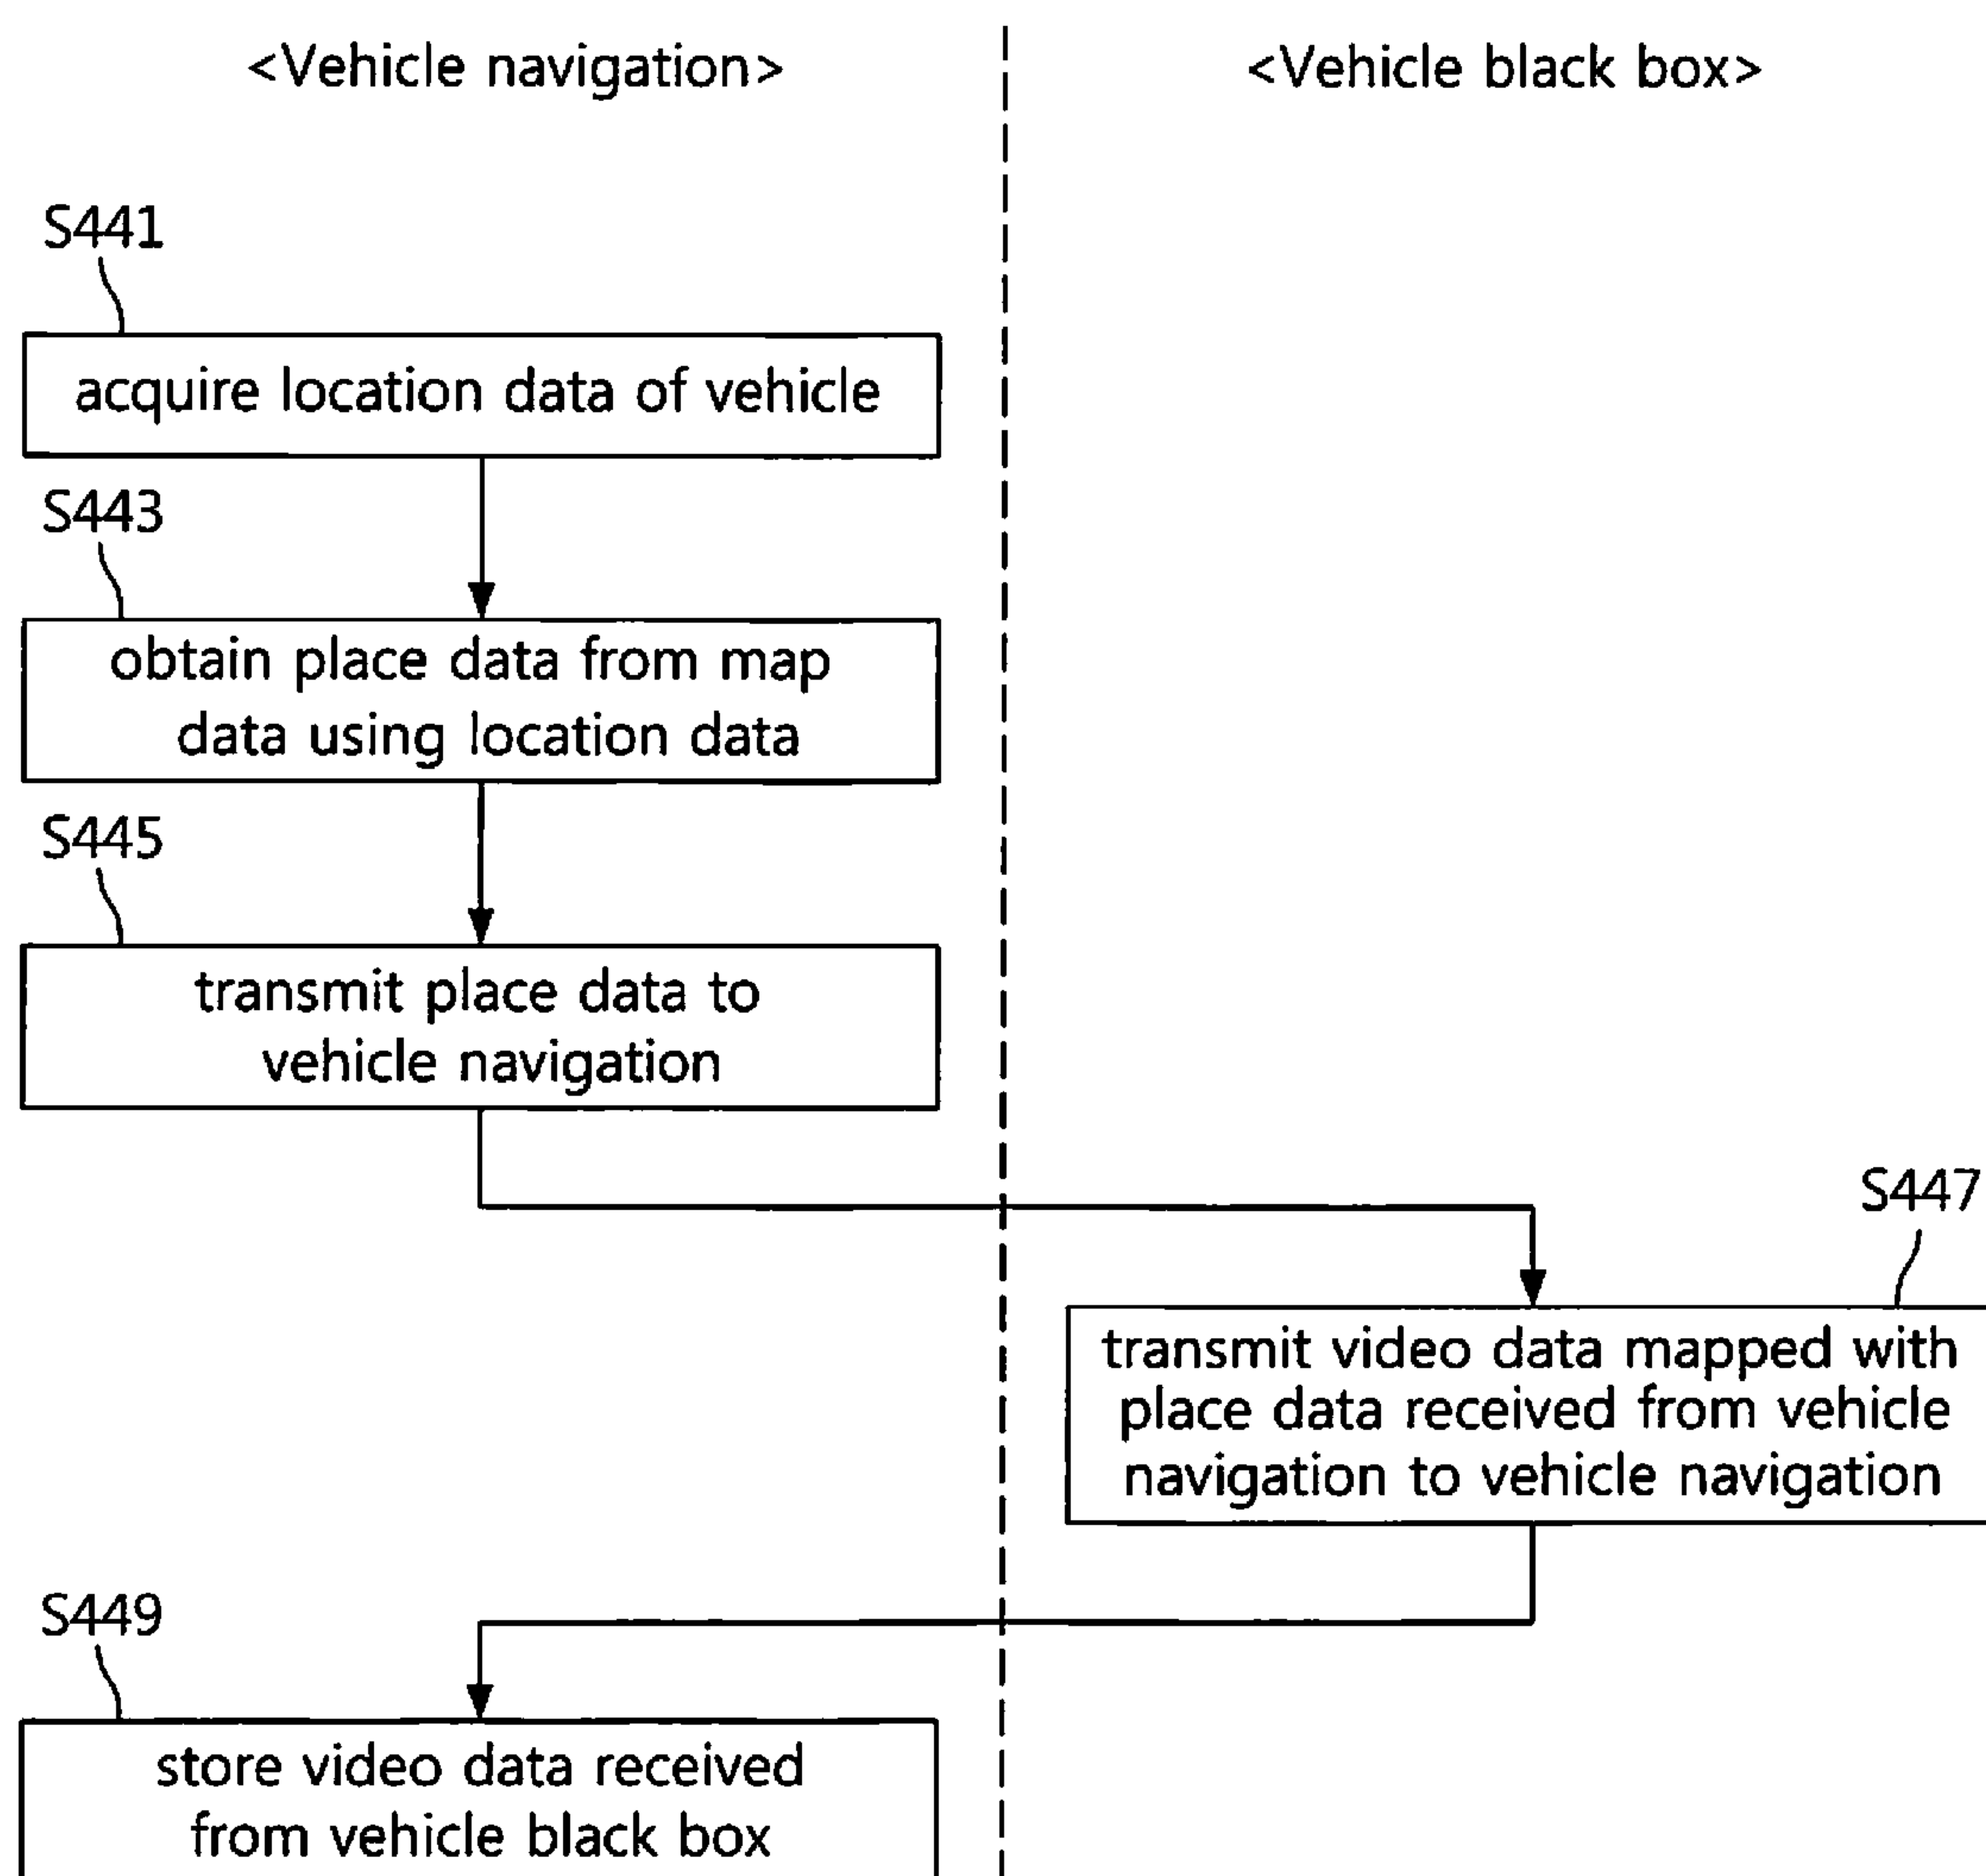 <Vehicle navigation>
<Vehicle black box>
S441
acquire location data of vehicle
S443
obtain place data from map
data using location data
S445
transmit place data to
vehicle navigation
S447
transmit video data mapped with
place data received from vehicle
navigation to vehicle navigation
S449
store video data received
from vehicle black box